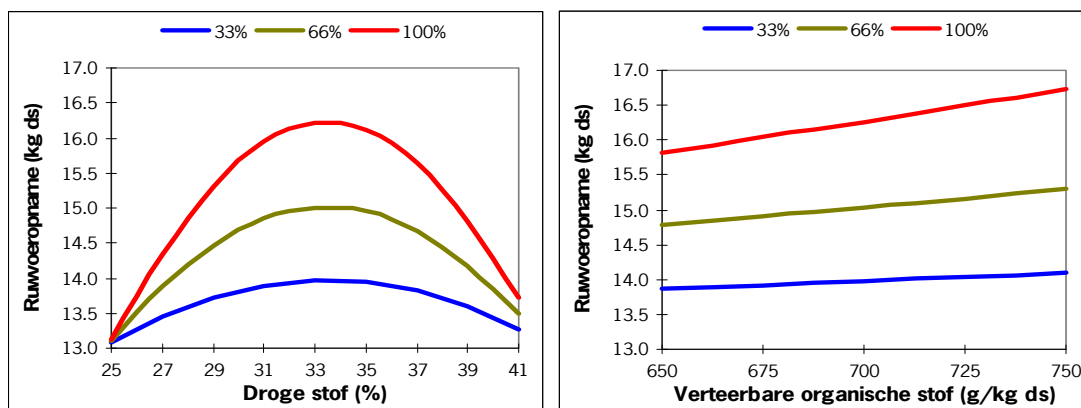 33% 66% 100%
17.0
16.5
16.0
15.5
15.0
14.5
14.0
13.5
13.0
Ruwvoeropname (kg ds)
25 27 29 31 33 35 37 39 41
Droge stof (%)
33% 66% 100%
17.0
16.5
16.0
15.5
15.0
14.5
14.0
13.5
13.0
Ruwvoeropname (kg ds)
650 675 700 725 750
Verteerbare organische stof (g/kg ds)